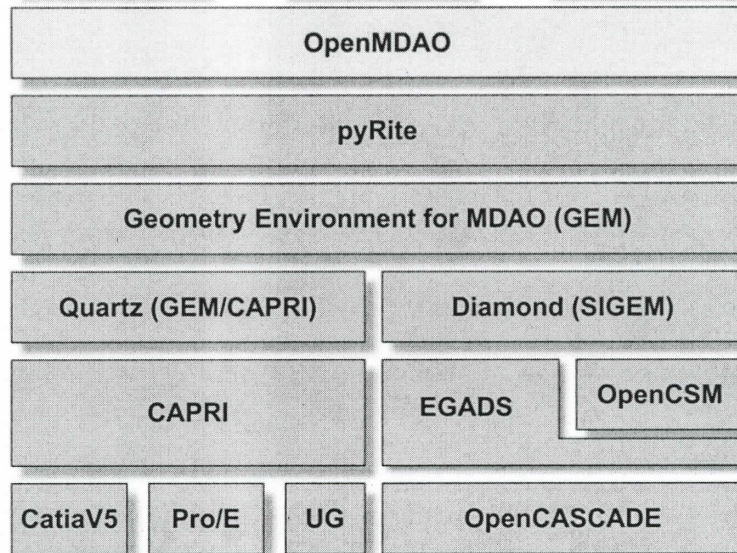 OpenMDAO
pyRite
Geometry Environment for MDAO (GEM)
Quartz (GEM/CAPRI)
Diamond (SIGEM)
CAPRI
EGADS
OpenCSM
CatiaV5
Pro/E
UG
OpenCASCADE